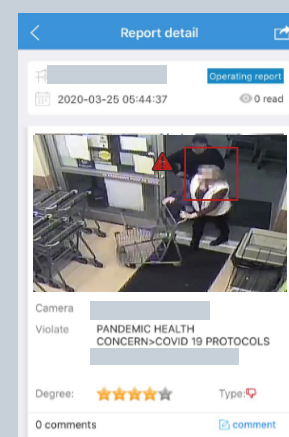 Report detail
Operating report
2020-03-25 05:44:37
0 read
Camera
Violate
PANDEMIC HEALTH
CONCERN>COVID 19 PROTOCOLS
Degree:
Type:
0 comments
comment